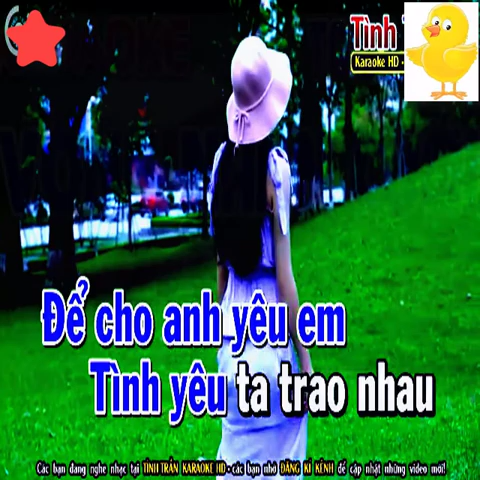 Tình
Karaoke HD -
Để cho anh yêu em
Tình yêu ta trao nhau
Các bạn đang nghe nhạc tại TÌNH TRẦN KARAOKE HD - các bạn nhớ ĐĂNG KÍ KÊNH để cập nhật những video mới!